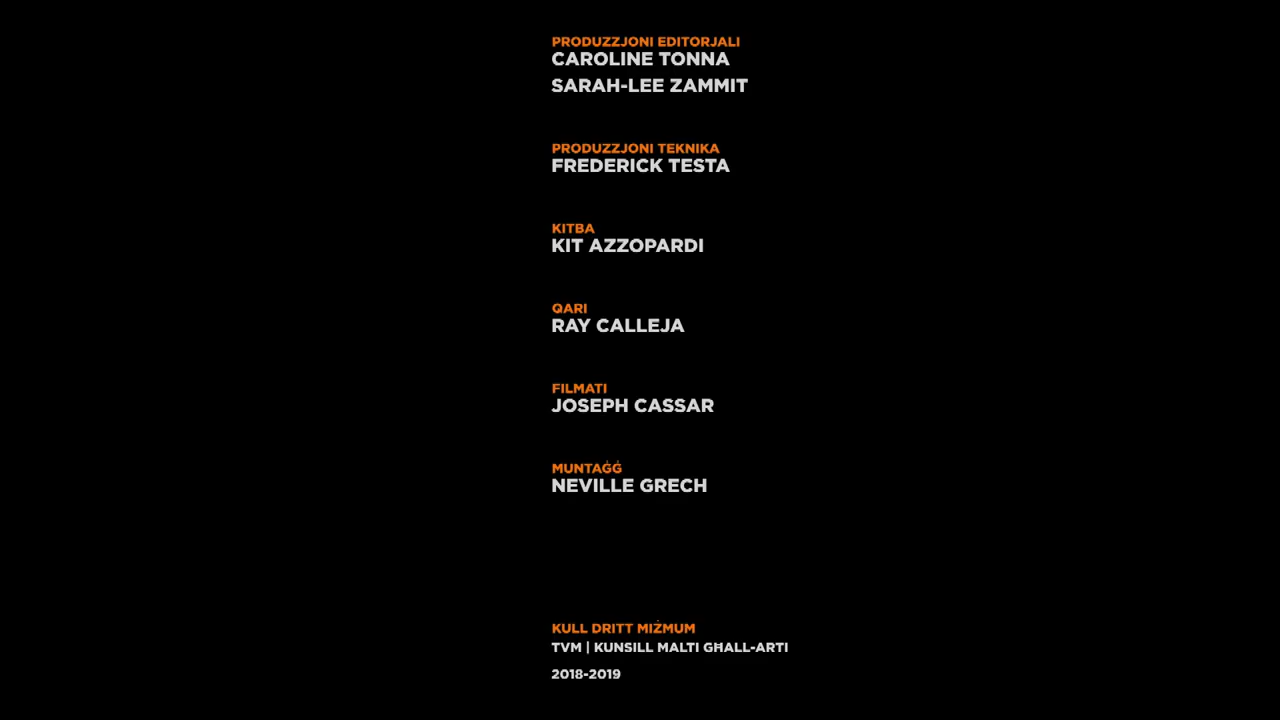 PRODUZZJONI EDITORJALI
CAROLINE TONNA
SARAH-LEE ZAMMIT
PRODUZZJONI TEKNIKA
FREDERICK TESTA
KITBA
KIT AZZOPARDI
QARI
RAY CALLEJA
FILMATI
JOSEPH CASSAR
MUNTAĠĠ
NEVILLE GRECH
KULL DRITT MIŻMUM
TVM | KUNSILL MALTI GĦALL-ARTI
2018-2019